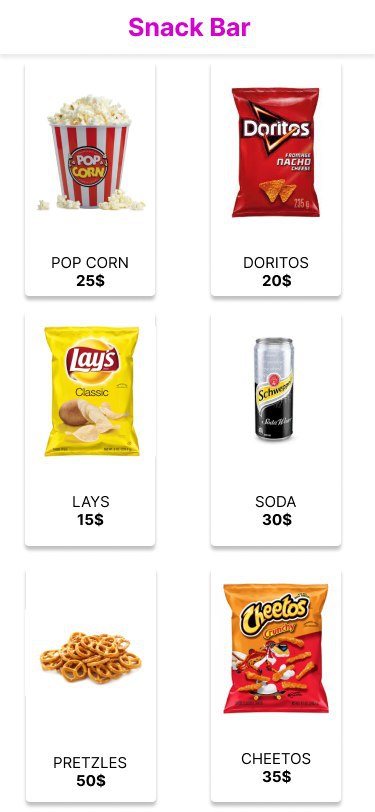 Snack Bar
POP
CORN
Doritos
FROMAGE
NACHO
CHEESE
235 g
POP CORN
DORITOS
25$
20$
Lay's
Classic
Schweppes
Soda Water
LAYS
SODA
15$
30$
Cheetos
Crunchy
PRETZLES
CHEETOS
50$
35$